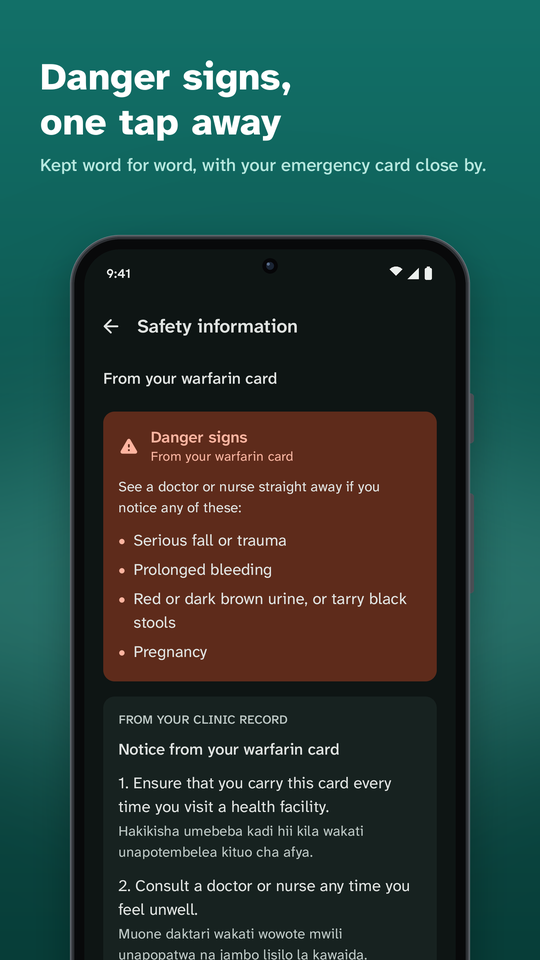 Danger signs,
one tap away
Kept word for word, with your emergency card close by.
9:41
Safety information
From your warfarin card
Danger signs
From your warfarin card
See a doctor or nurse straight away if you
notice any of these:
• Serious fall or trauma
• Prolonged bleeding
• Red or dark brown urine, or tarry black
stools
• Pregnancy
FROM YOUR CLINIC RECORD
Notice from your warfarin card
1. Ensure that you carry this card every
time you visit a health facility.
Hakikisha umebeba kadi hii kila wakati
unapotembelea kituo cha afya.
2. Consult a doctor or nurse any time you
feel unwell.
Muone daktari wakati wowote mwili
unapopatwa na jambo lisilo la kawaida.